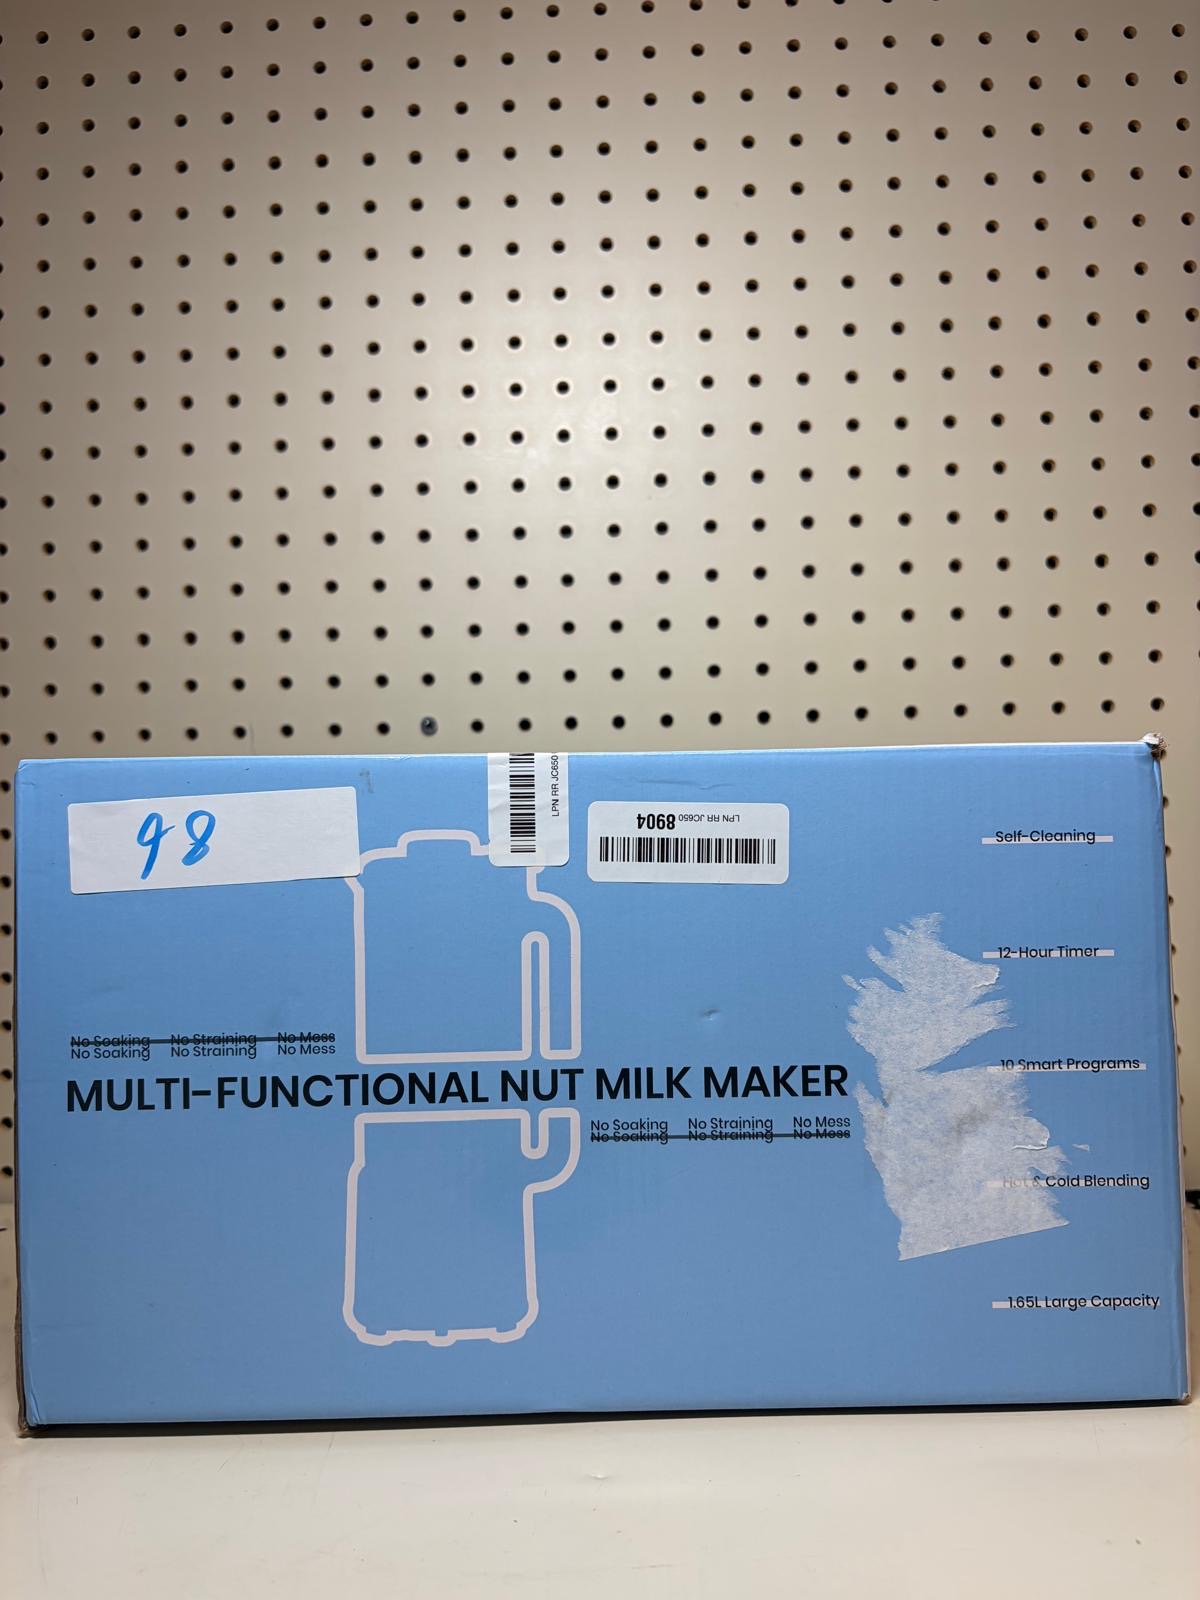 98
LPN RR JC650
LPN RR JC650
8904
Self-Cleaning
12-Hour Timer
No Soaking No Straining No Mess
No Soaking No Straining No Mess
MULTI-FUNCTIONAL NUT MILK MAKER
10 Smart Programs
No Soaking No Straining No Mess
No Soaking No Straining No Mess
Hot & Cold Blending
1.65L Large Capacity